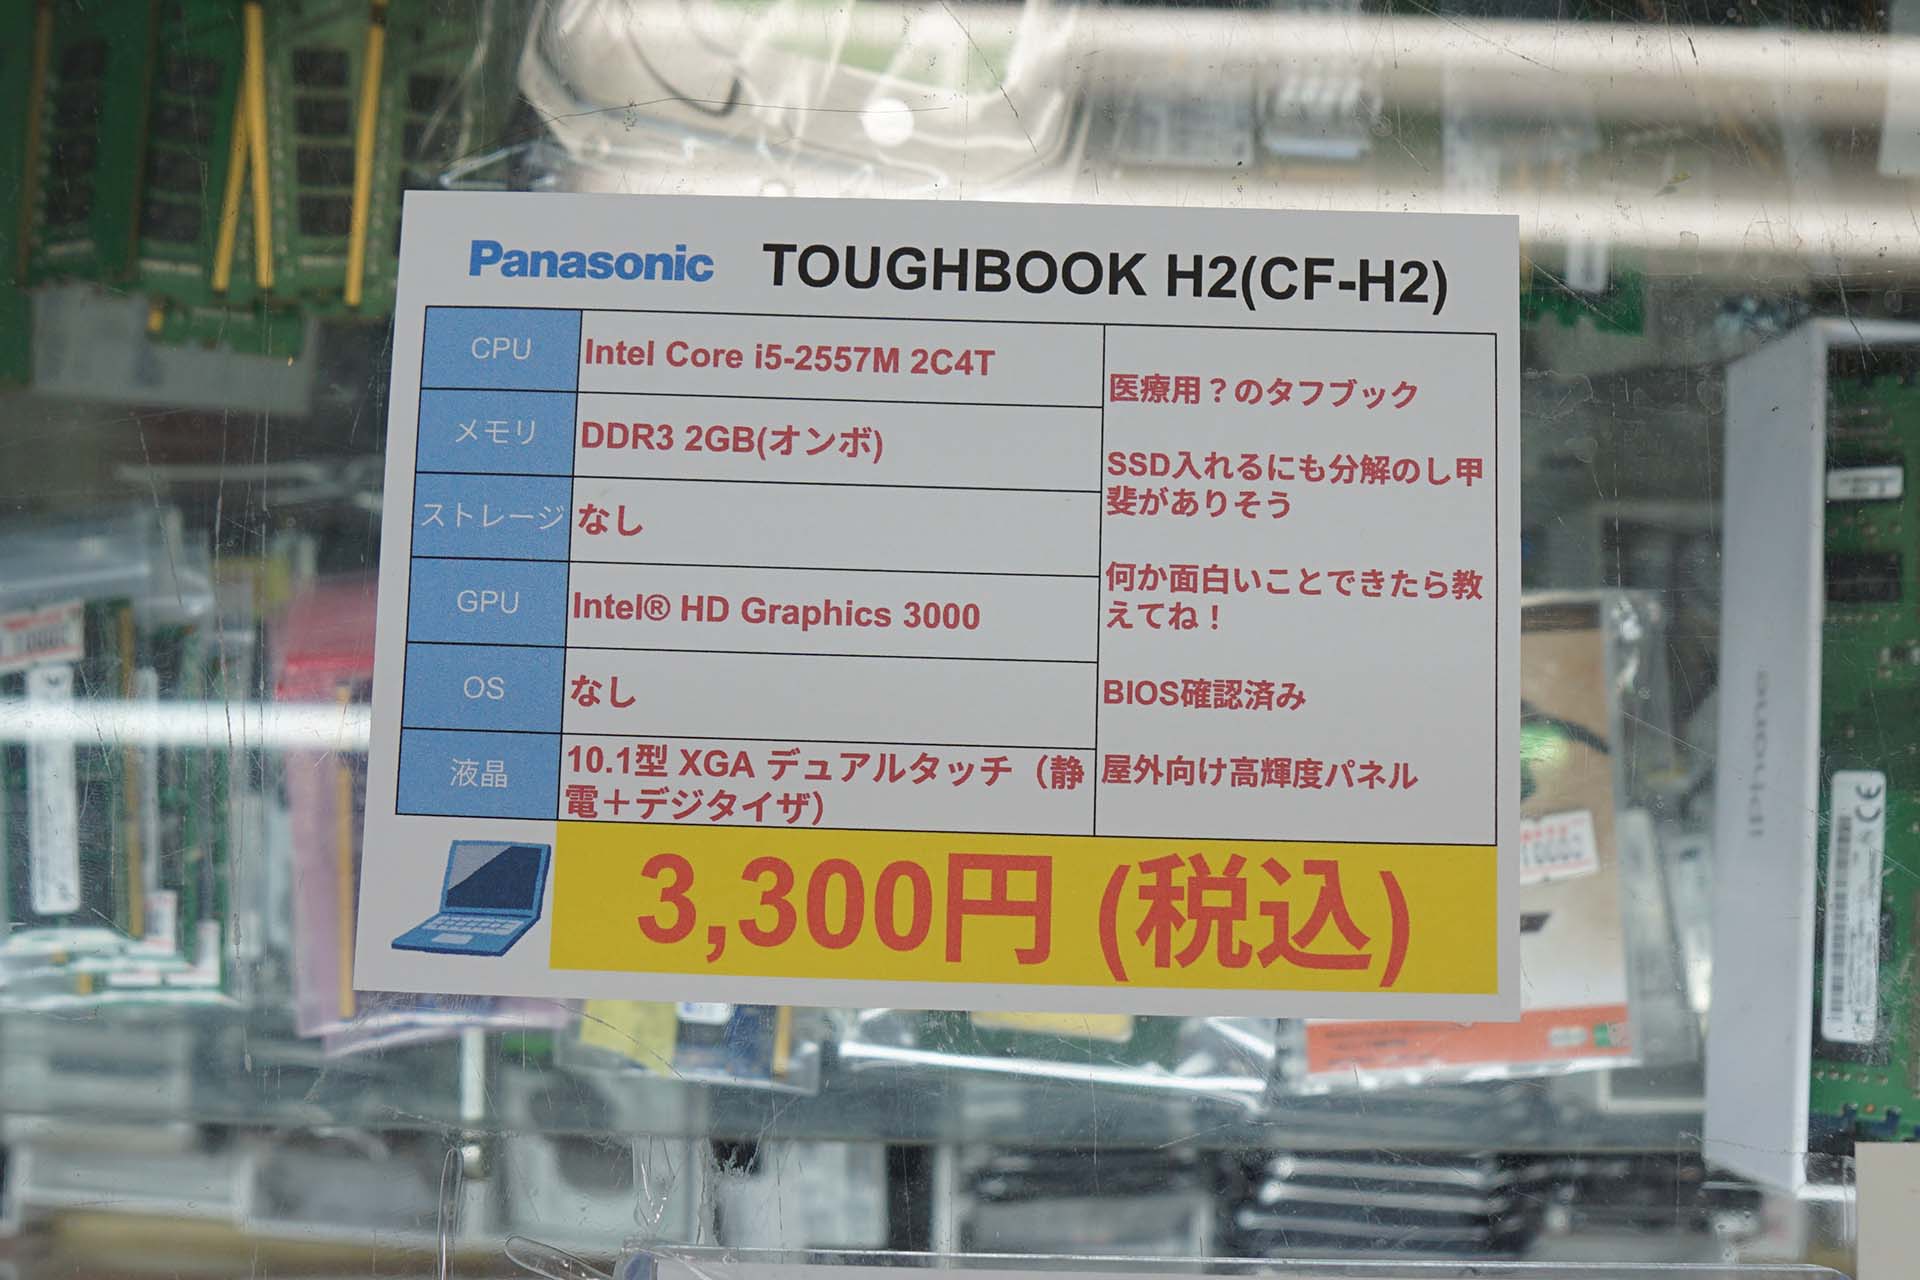 Panasonic TOUGHBOOK H2(CF-H2)
CPU Intel Core i5-2557M 2C4T
メモリ DDR3 2GB(オンボ)
ストレージ なし
GPU Intel® HD Graphics 3000
OS なし
液晶 10.1型 XGA デュアルタッチ（静
電＋デジタイザ）
医療用？のタフブック
SSD入れるにも分解のし甲
斐がありそう
何か面白いことできたら教
えてね！
BIOS確認済み
屋外向け高輝度パネル
3,300円 (税込)